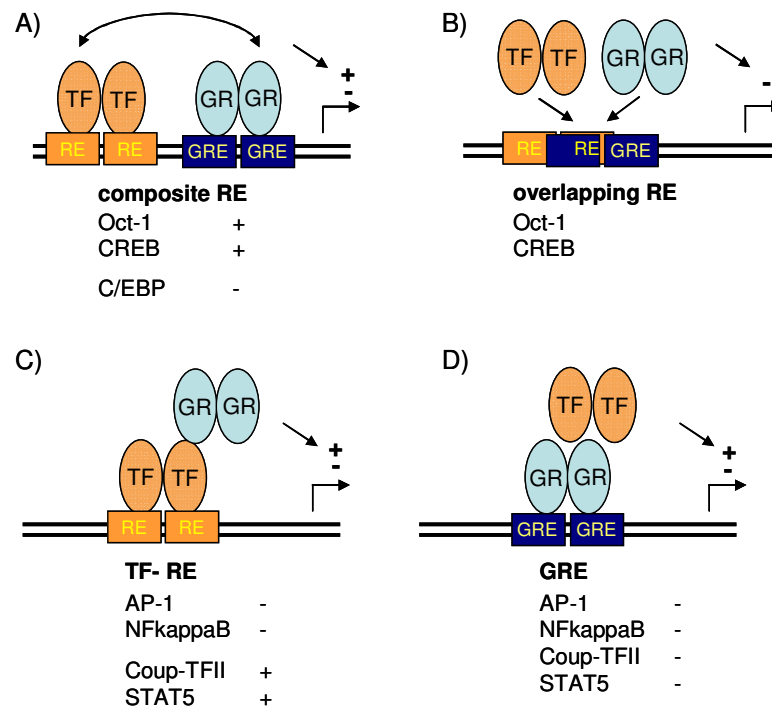 A)
TF TF GR GR
+
-
RE RE GRE GRE
composite RE
Oct-1 +
CREB +
C/EBP -
B)
TF TF GR GR
-
RE RE GRE
overlapping RE
Oct-1
CREB
C)
GR GR
+
-
TF TF
RE RE
TF- RE
AP-1 -
NFkappaB -
Coup-TFII +
STAT5 +
D)
TF TF
+
-
GR GR
GRE GRE
GRE
AP-1 -
NFkappaB -
Coup-TFII -
STAT5 -